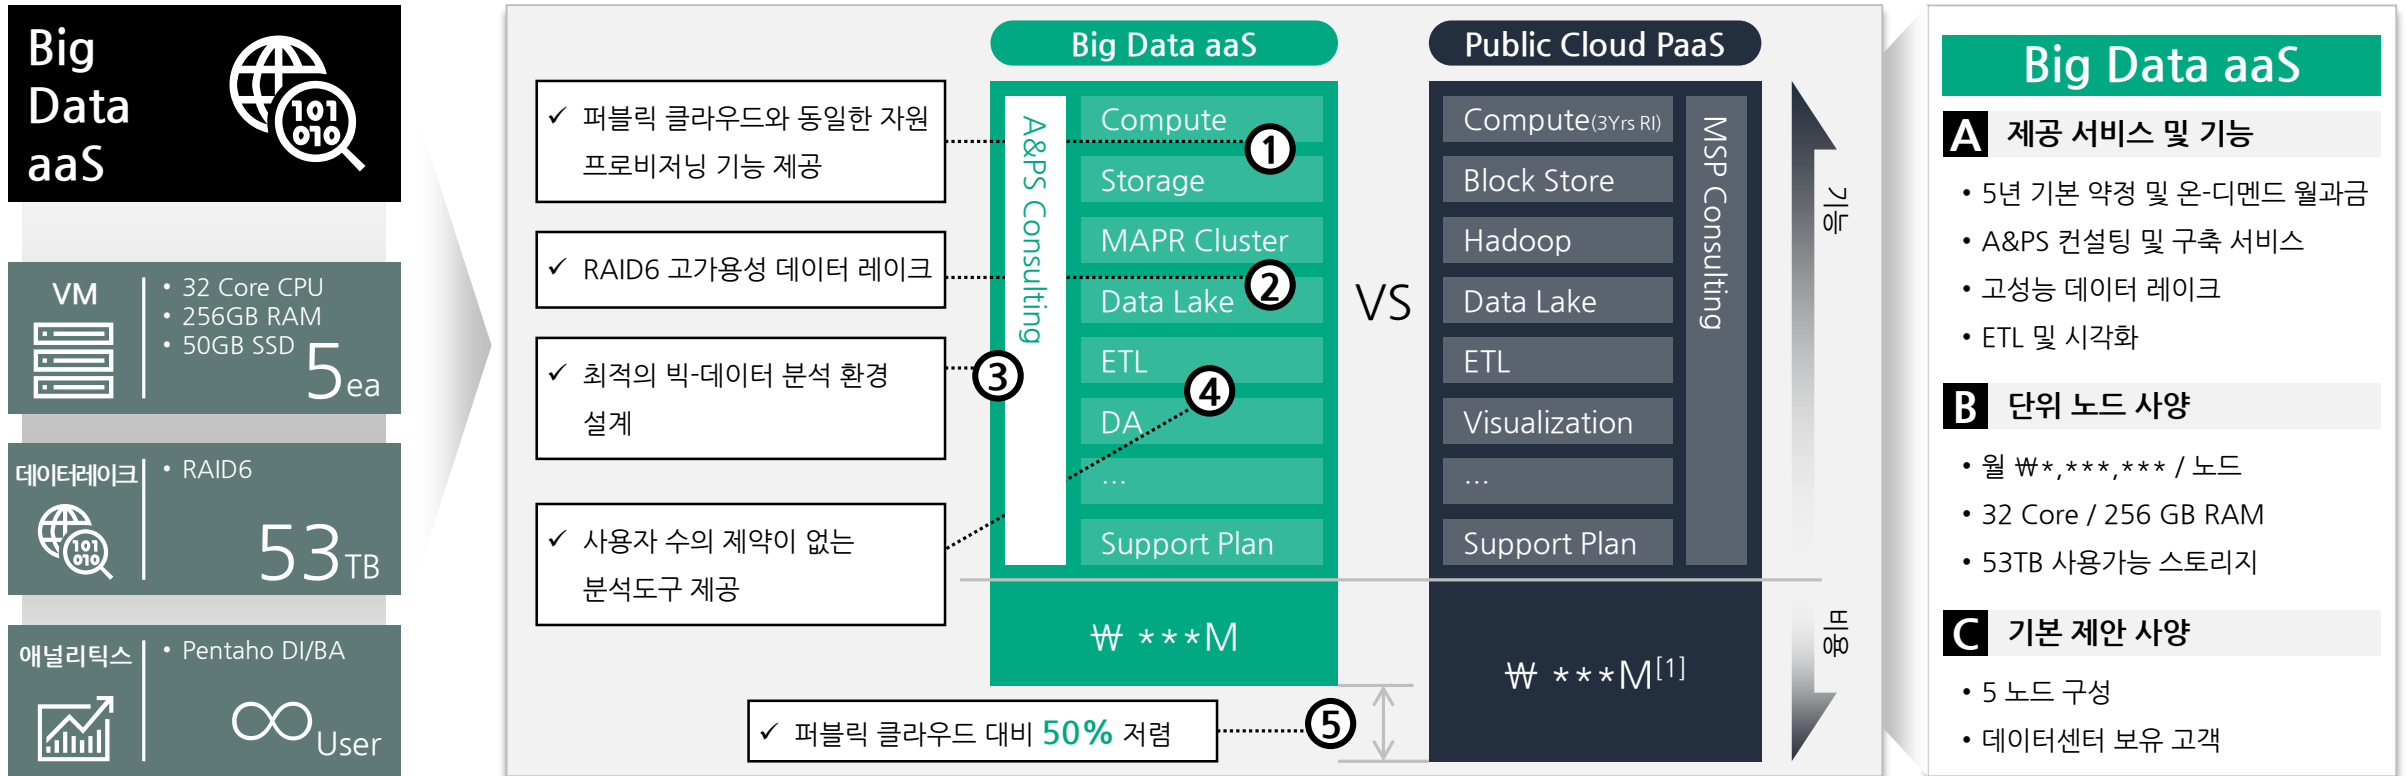 Big
Data
aaS
101
010
VM
• 32 Core CPU
• 256GB RAM
• 50GB SSD
5ea
데이터레이크
• RAID6
101
010
53TB
애널리틱스
• Pentaho DI/BA
∞User
✓ 퍼블릭 클라우드와 동일한 자원
프로비저닝 기능 제공
✓ RAID6 고가용성 데이터 레이크
✓ 최적의 빅-데이터 분석 환경
설계
✓ 사용자 수의 제약이 없는
분석도구 제공
✓ 퍼블릭 클라우드 대비 50% 저렴
Big Data aaS
A&PS Consulting
Compute
Storage
MAPR Cluster
Data Lake
ETL
DA
...
Support Plan
₩ ***M
1
2
3
4
5
VS
Public Cloud PaaS
Compute(3Yrs RI)
Block Store
Hadoop
Data Lake
ETL
Visualization
...
Support Plan
MSP Consulting
₩ ***M[1]
기능
비용
Big Data aaS
A 제공 서비스 및 기능
• 5년 기본 약정 및 온-디멘드 월과금
• A&PS 컨설팅 및 구축 서비스
• 고성능 데이터 레이크
• ETL 및 시각화
B 단위 노드 사양
• 월 ₩*,***,*** / 노드
• 32 Core / 256 GB RAM
• 53TB 사용가능 스토리지
C 기본 제안 사양
• 5 노드 구성
• 데이터센터 보유 고객